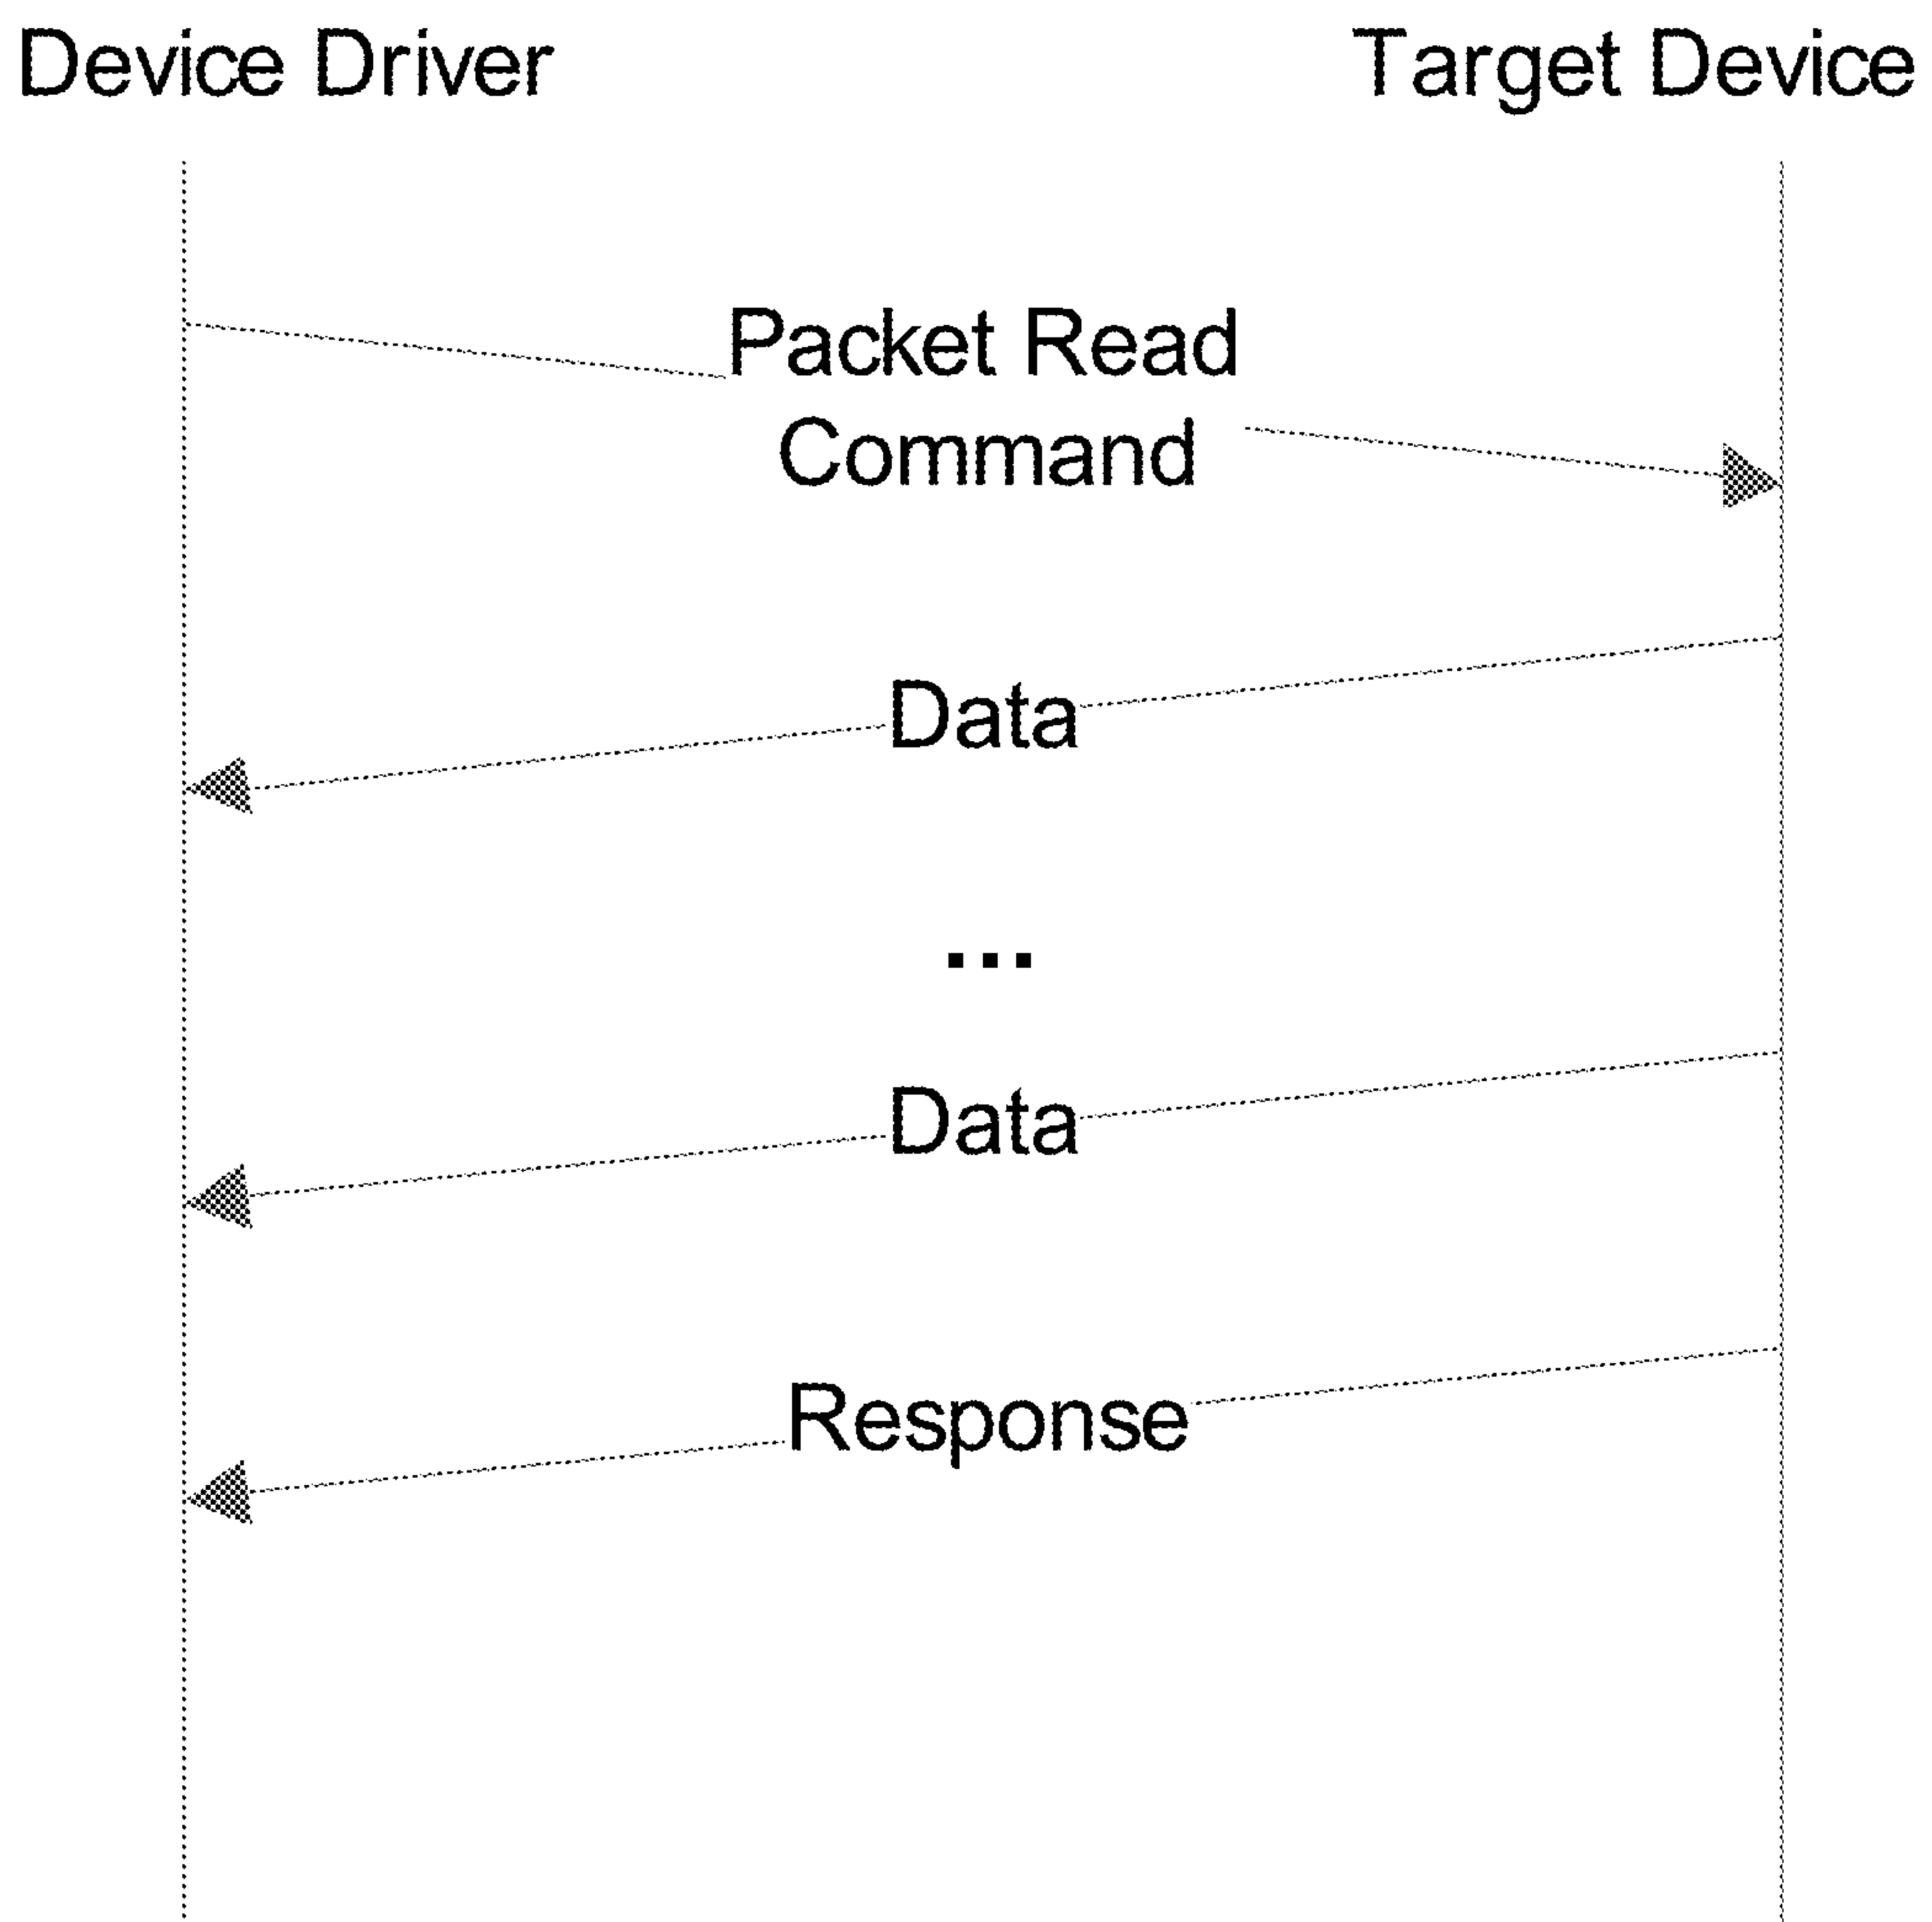 Device Driver
Target Device
Packet Read
Command
Data
...
Data
Response